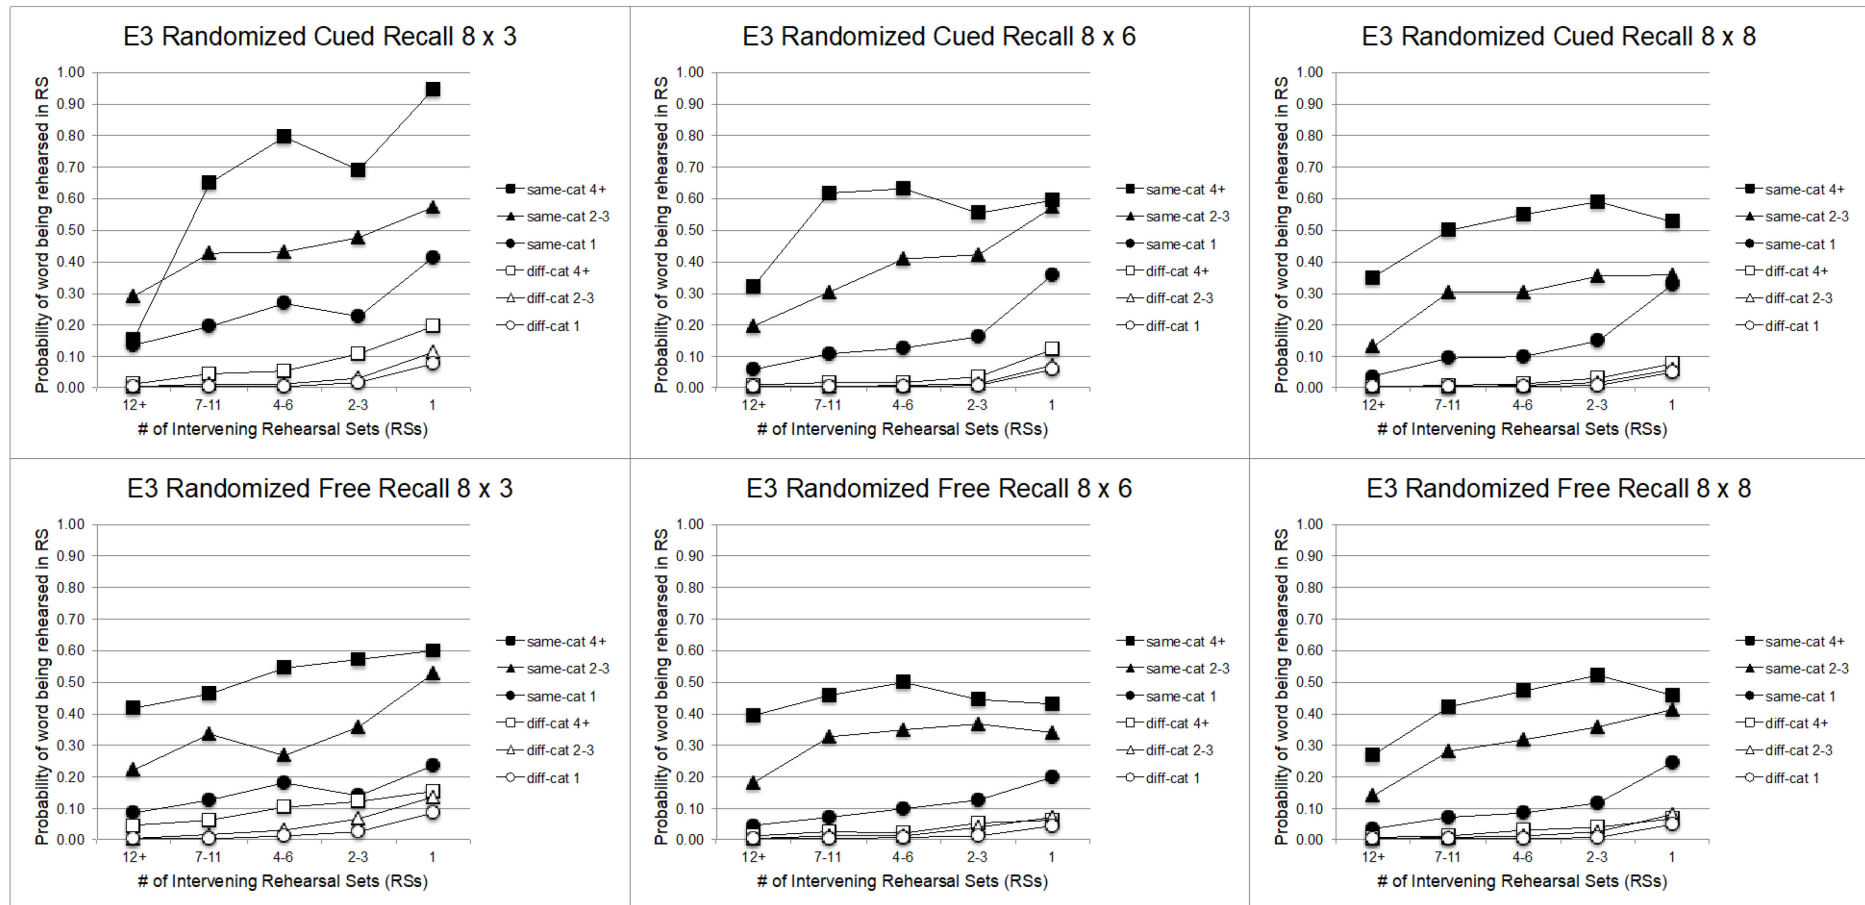 E3 Randomized Cued Recall 8 x 3
Probability of word being rehearsed in RS
1.00
0.90
0.80
0.70
0.60
0.50
0.40
0.30
0.20
0.10
0.00
12+ 7-11 4-6 2-3 1
# of Intervening Rehearsal Sets (RSs)
same-cat 4+
same-cat 2-3
same-cat 1
diff-cat 4+
diff-cat 2-3
diff-cat 1
E3 Randomized Cued Recall 8 x 6
Probability of word being rehearsed in RS
1.00
0.90
0.80
0.70
0.60
0.50
0.40
0.30
0.20
0.10
0.00
12+ 7-11 4-6 2-3 1
# of Intervening Rehearsal Sets (RSs)
same-cat 4+
same-cat 2-3
same-cat 1
diff-cat 4+
diff-cat 2-3
diff-cat 1
E3 Randomized Cued Recall 8 x 8
Probability of word being rehearsed in RS
1.00
0.90
0.80
0.70
0.60
0.50
0.40
0.30
0.20
0.10
0.00
12+ 7-11 4-6 2-3 1
# of Intervening Rehearsal Sets (RSs)
same-cat 4+
same-cat 2-3
same-cat 1
diff-cat 4+
diff-cat 2-3
diff-cat 1
E3 Randomized Free Recall 8 x 3
Probability of word being rehearsed in RS
1.00
0.90
0.80
0.70
0.60
0.50
0.40
0.30
0.20
0.10
0.00
12+ 7-11 4-6 2-3 1
# of Intervening Rehearsal Sets (RSs)
same-cat 4+
same-cat 2-3
same-cat 1
diff-cat 4+
diff-cat 2-3
diff-cat 1
E3 Randomized Free Recall 8 x 6
Probability of word being rehearsed in RS
1.00
0.90
0.80
0.70
0.60
0.50
0.40
0.30
0.20
0.10
0.00
12+ 7-11 4-6 2-3 1
# of Intervening Rehearsal Sets (RSs)
same-cat 4+
same-cat 2-3
same-cat 1
diff-cat 4+
diff-cat 2-3
diff-cat 1
E3 Randomized Free Recall 8 x 8
Probability of word being rehearsed in RS
1.00
0.90
0.80
0.70
0.60
0.50
0.40
0.30
0.20
0.10
0.00
12+ 7-11 4-6 2-3 1
# of Intervening Rehearsal Sets (RSs)
same-cat 4+
same-cat 2-3
same-cat 1
diff-cat 4+
diff-cat 2-3
diff-cat 1